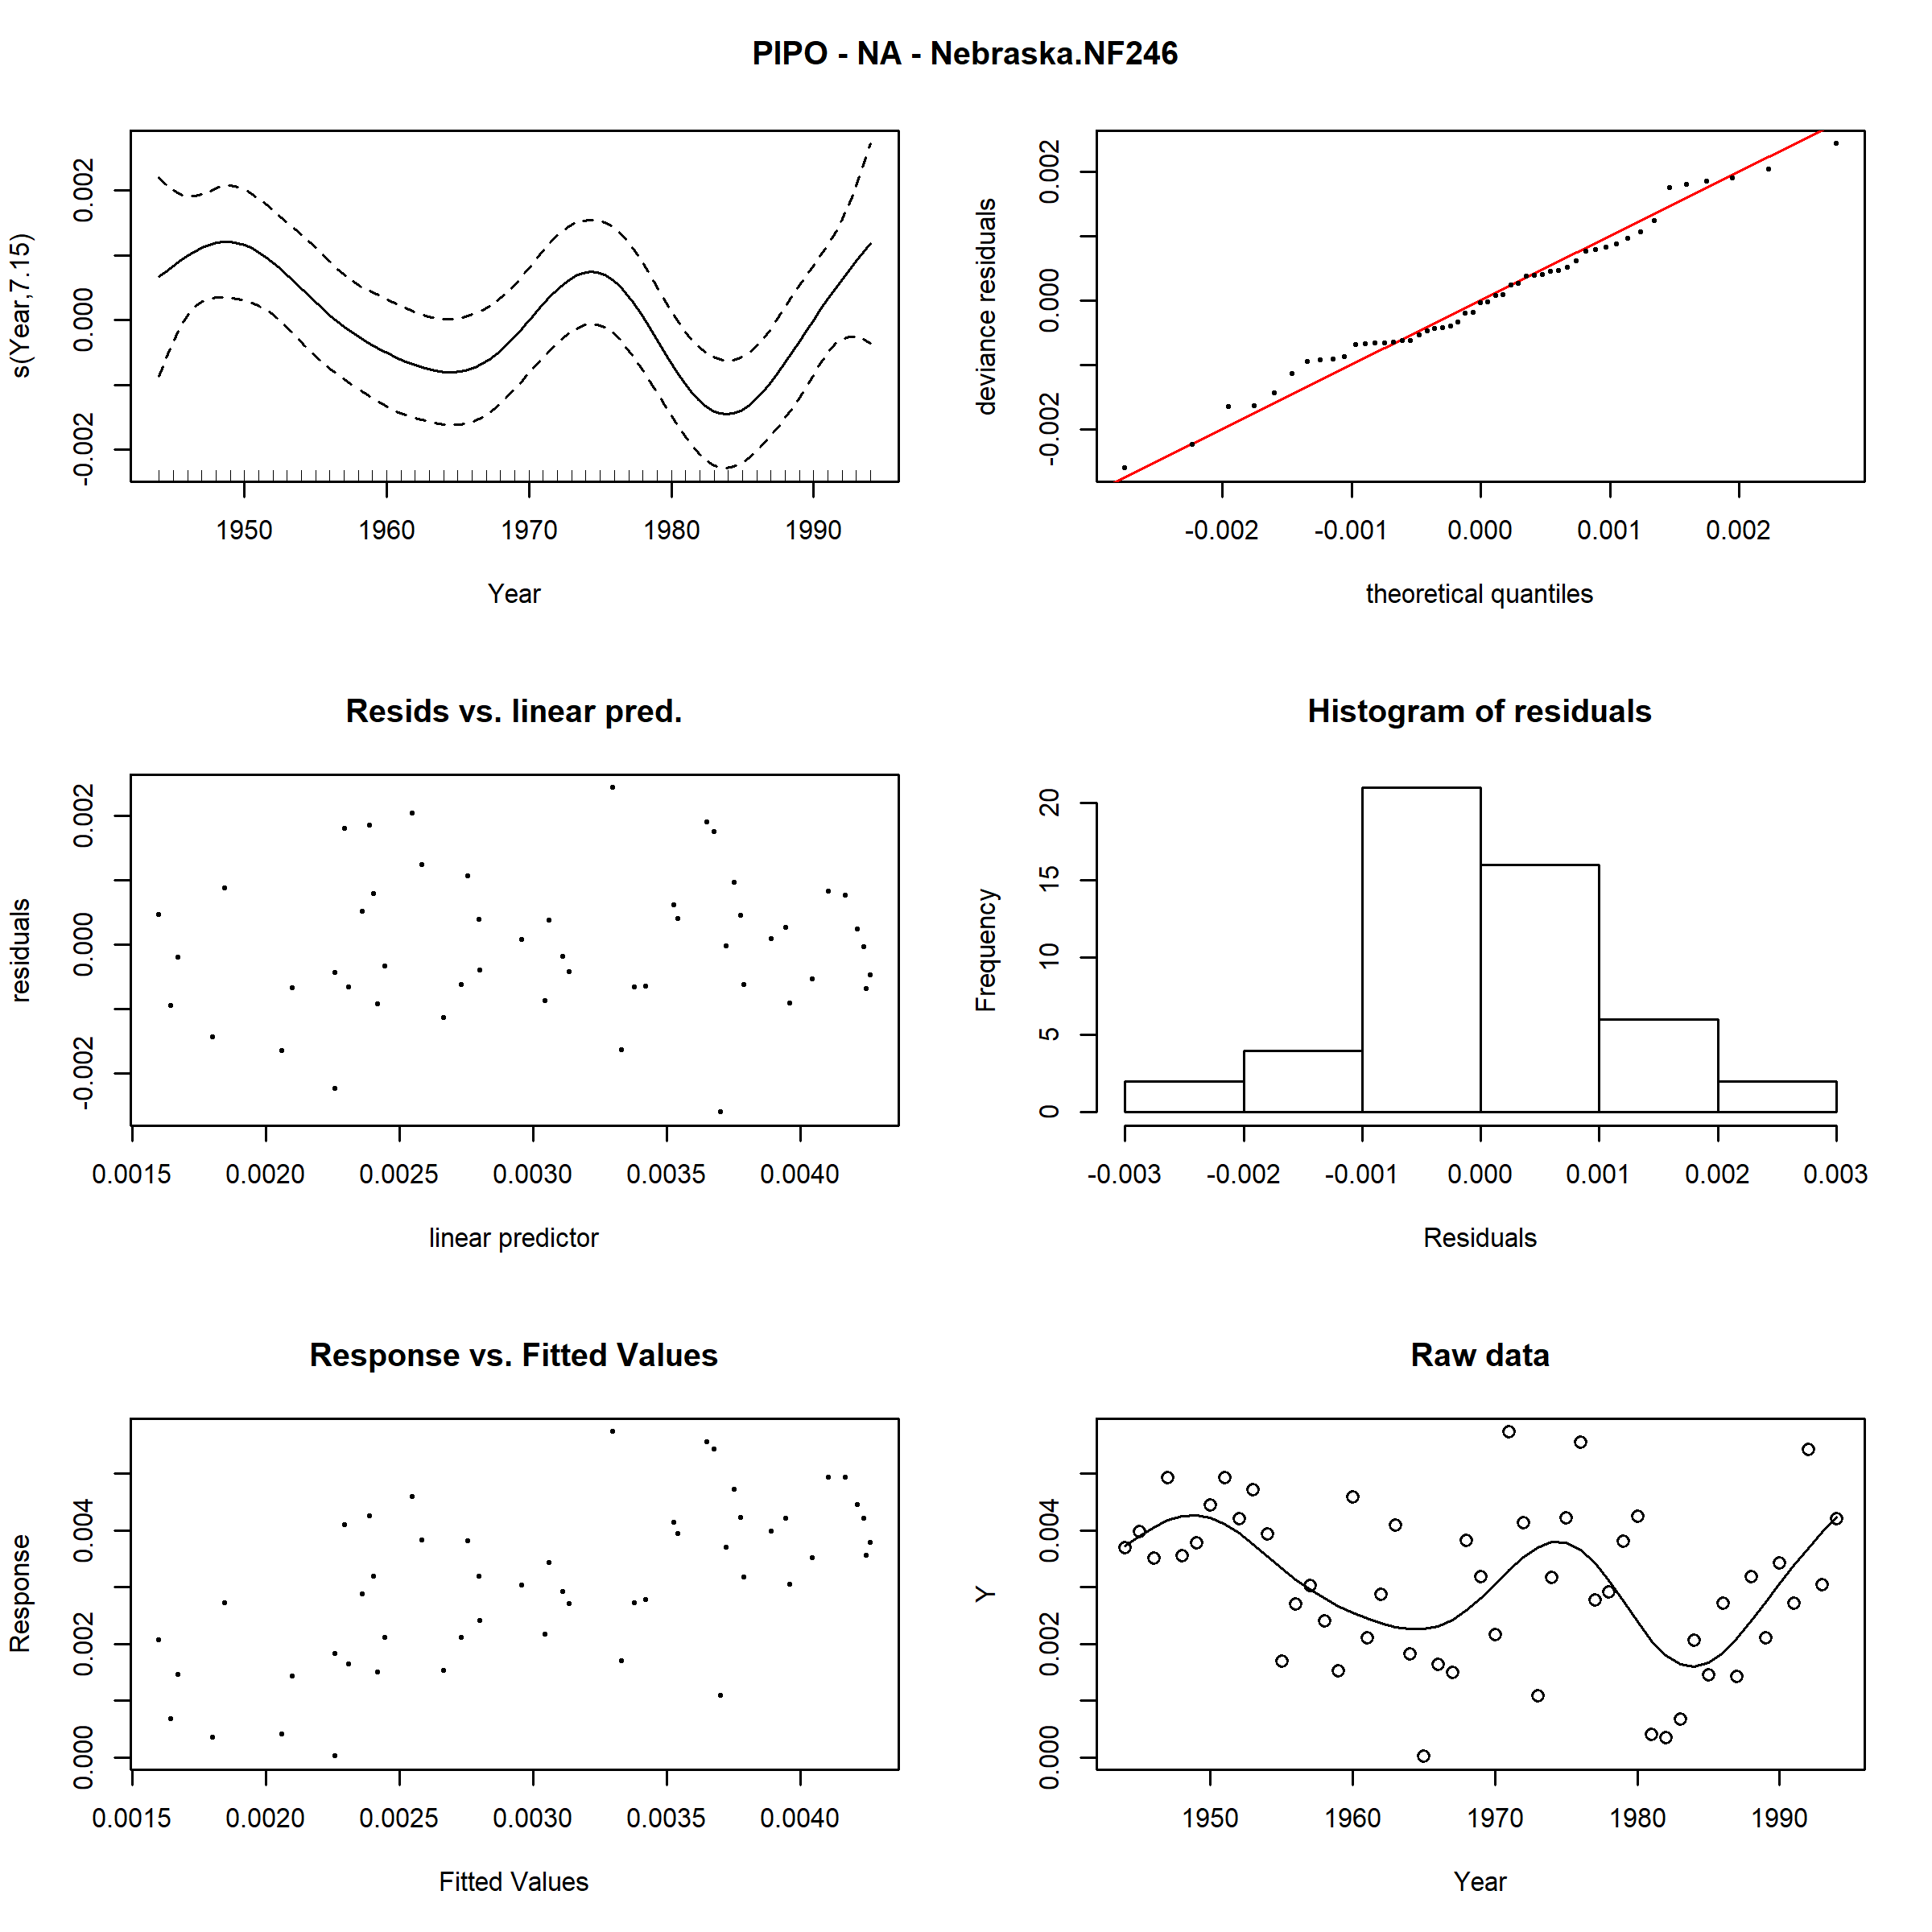 PIPO - NA - Nebraska.NF246
s(Year,7.15)
-0.002 0.000 0.002
1950 1960 1970 1980 1990
Year
deviance residuals
-0.002 0.000 0.002
-0.002 -0.001 0.000 0.001 0.002
theoretical quantiles
Resids vs. linear pred.
residuals
-0.002 0.000 0.002
0.0015 0.0020 0.0025 0.0030 0.0035 0.0040
linear predictor
Histogram of residuals
Frequency
0 5 10 15 20
-0.003 -0.002 -0.001 0.000 0.001 0.002 0.003
Residuals
Response vs. Fitted Values
Response
0.000 0.002 0.004
0.0015 0.0020 0.0025 0.0030 0.0035 0.0040
Fitted Values
Raw data
Y
0.000 0.002 0.004
1950 1960 1970 1980 1990
Year